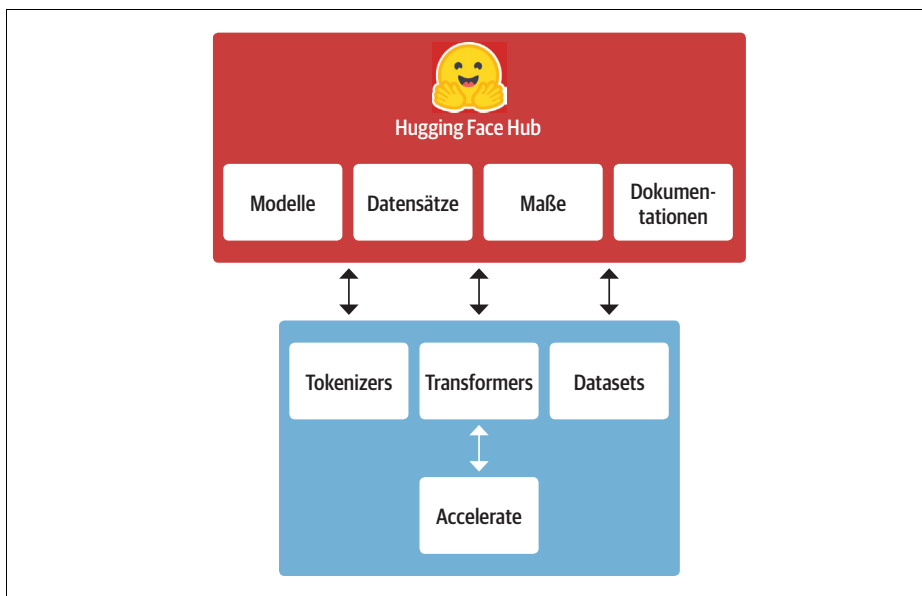 Hugging Face Hub
Modelle
Datensätze
Maße
Dokumen-
tationen
Tokenizers
Transformers
Datasets
Accelerate